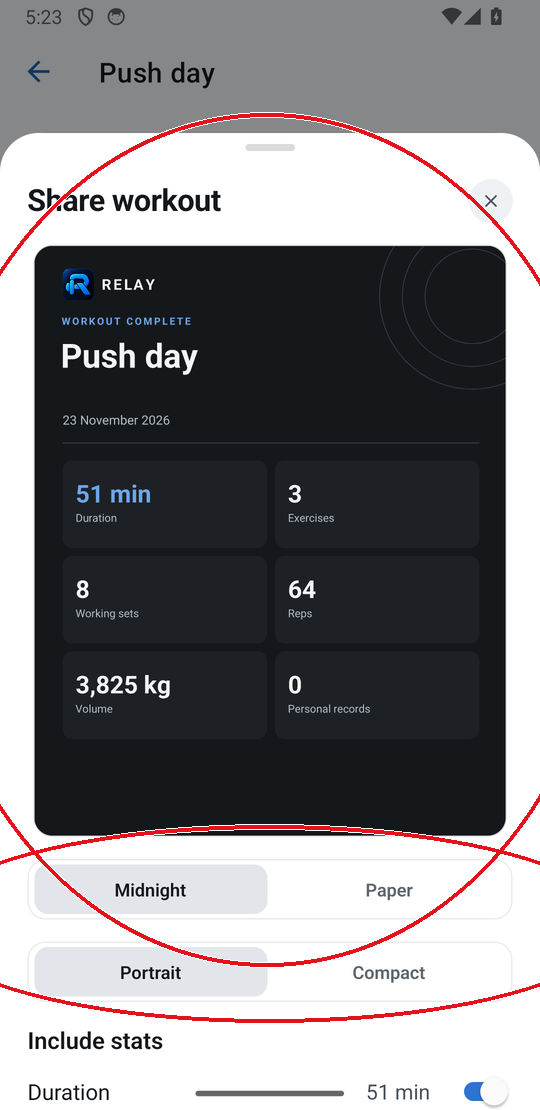 5:23
Push day
Share workout
RELAY
WORKOUT COMPLETE
Push day
23 November 2026
51 min
Duration
3
Exercises
8
Working sets
64
Reps
3,825 kg
Volume
0
Personal records
Midnight
Paper
Portrait
Compact
Include stats
Duration
51 min